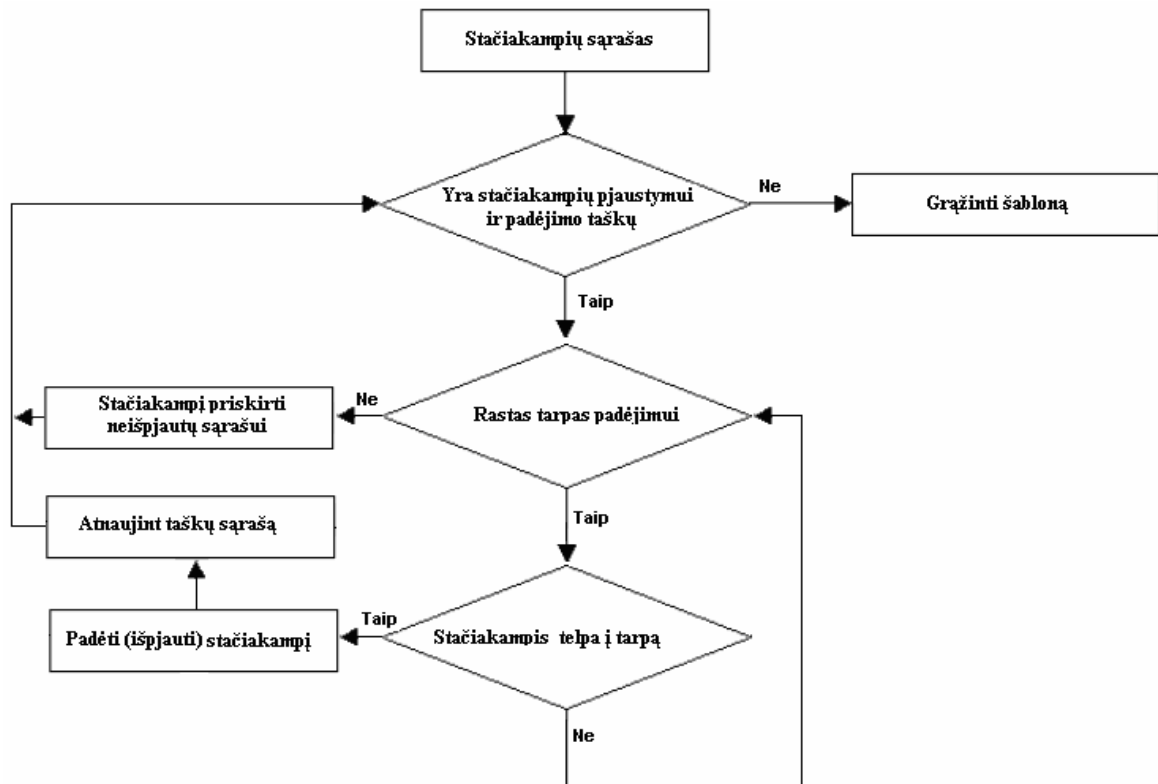 Stačiakampių sąrašas
Yra stačiakampių pjaustymui
ir padėjimo taškų
Ne
Grąžinti šabloną
Taip
Stačiakampį priskirti
neišpjautų sąrašui
Ne
Rastas tarpas padėjimui
Atnaujint taškų sąrašą
Taip
Padėti (išpjauti) stačiakampį
Taip
Stačiakampis telpa į tarpą
Ne